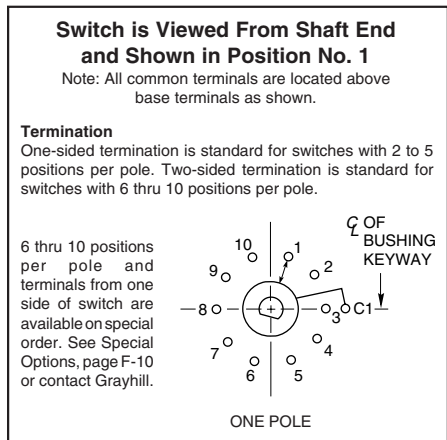 Switch is Viewed From Shaft End
and Shown in Position No. 1
Note: All common terminals are located above
base terminals as shown.
Termination
One-sided termination is standard for switches with 2 to 5
positions per pole. Two-sided termination is standard for
switches with 6 thru 10 positions per pole.
6 thru 10 positions
per pole and
terminals from one
side of switch are
available on special
order. See Special
Options, page F-10
or contact Grayhill.
℄ OF
BUSHING
KEYWAY
10
1
9
2
8
3
C1
7
4
6
5
ONE POLE